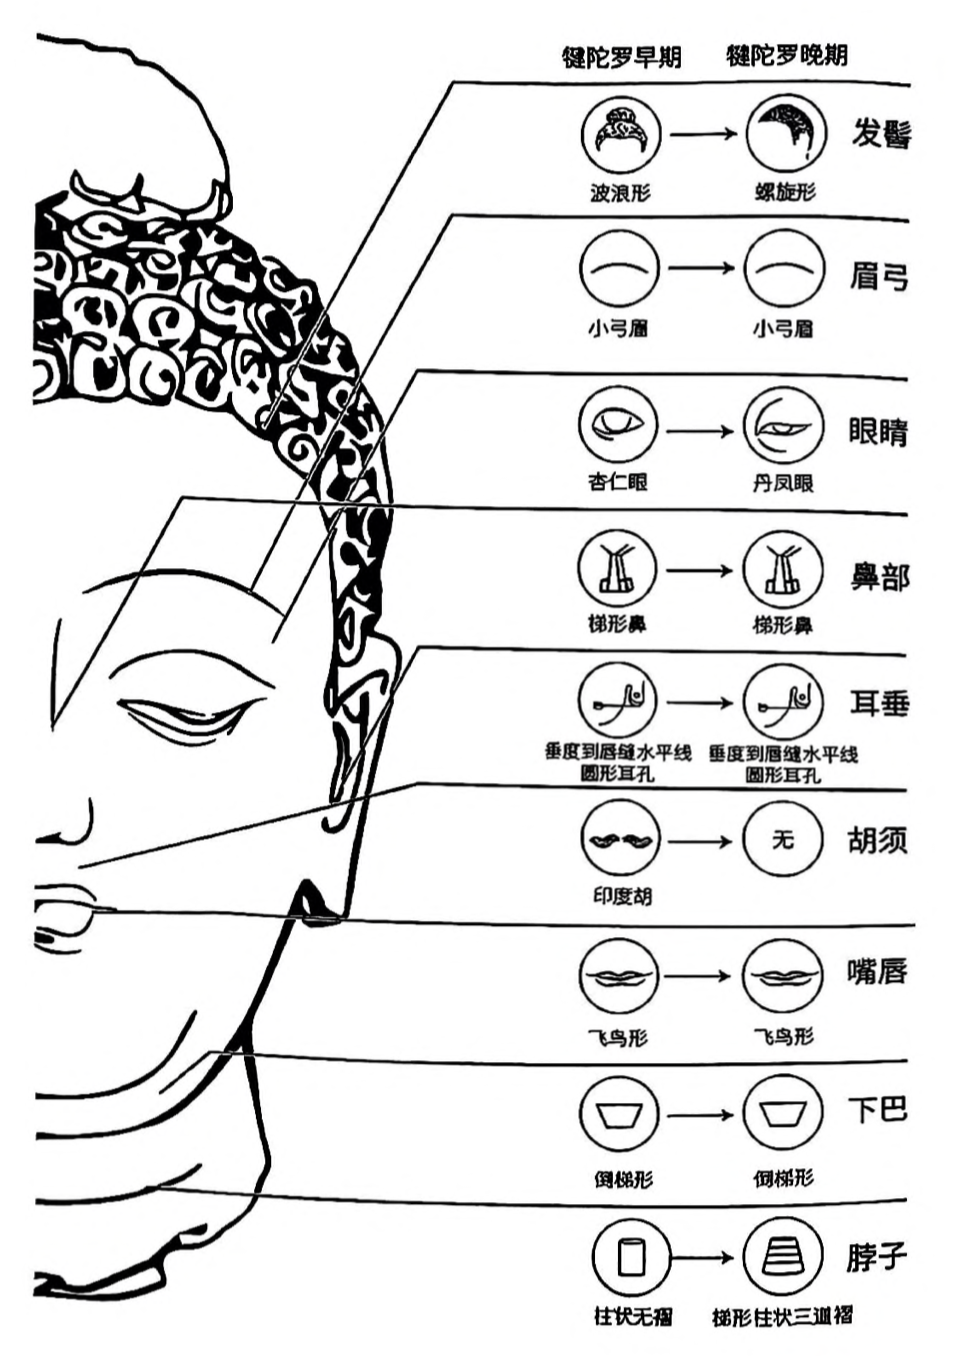 犍陀罗早期 犍陀罗晚期
发髻
波浪形 螺旋形
眉弓
小弓眉 小弓眉
眼睛
杏仁眼 丹凤眼
鼻部
梯形鼻 梯形鼻
耳垂
垂度到唇缝水平线 垂度到唇缝水平线
圆形耳孔 圆形耳孔
无 胡须
印度胡
嘴唇
飞鸟形 飞鸟形
下巴
倒梯形 倒梯形
脖子
柱状无褶 梯形柱状三道褶